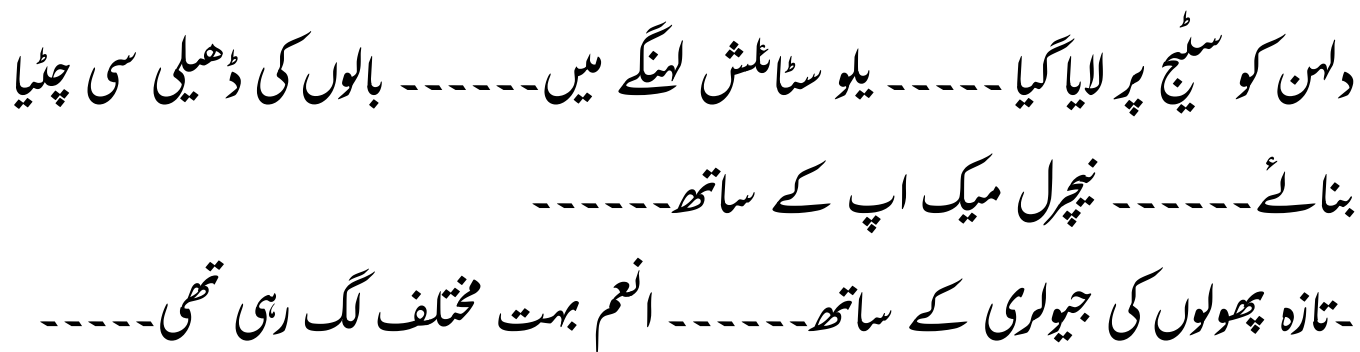 دلہن کو سٹیج پر لایا گیا ۔۔۔۔۔ یلو سٹائلش لہنگے میں۔۔۔۔۔۔ بالوں کی ڈھیلی سی چٹیا
بنائے۔۔۔۔۔۔ نیچرل میک اپ کے ساتھ۔۔۔۔۔۔
۔تازہ پھولوں کی جیولری کے ساتھ۔۔۔۔۔۔ انعم بہت مختلف لگ رہی تھی۔۔۔۔۔